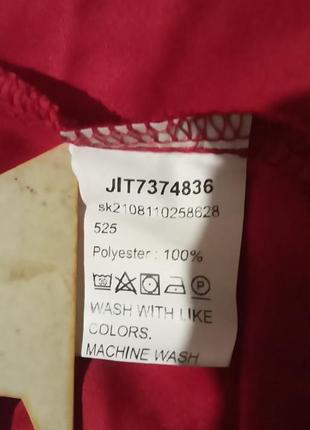 JIT7374836
sk2108110258628
525
Polyester : 100%
WASH WITH LIKE
COLORS.
MACHINE WASH